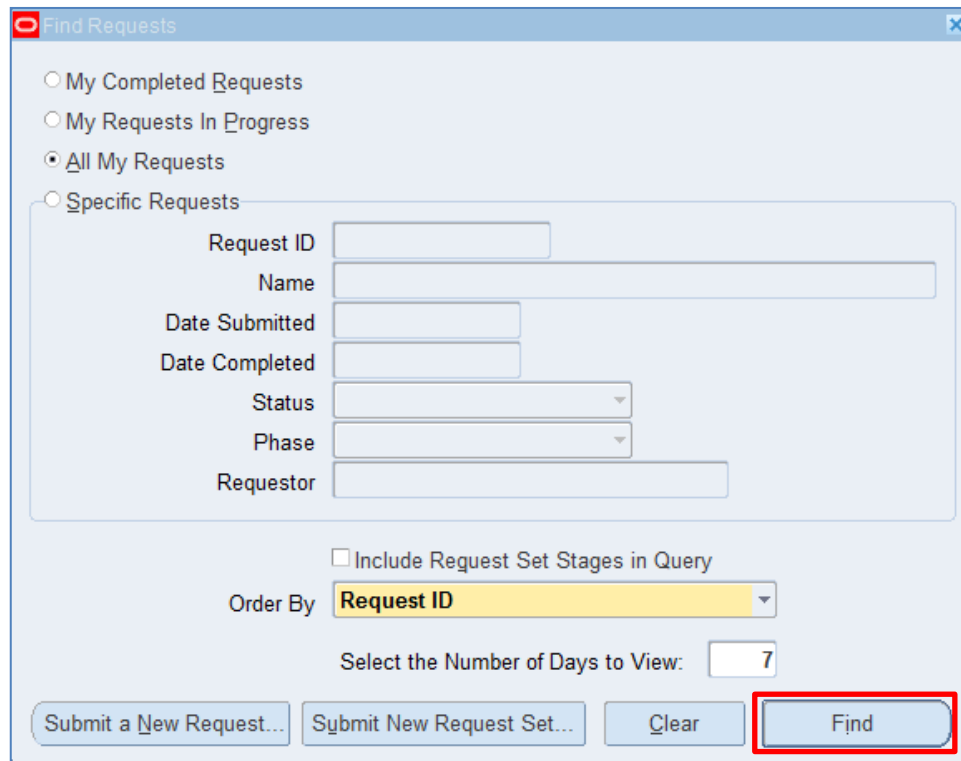 Find Requests
My Completed Requests
My Requests In Progress
All My Requests
Specific Requests
Request ID
Name
Date Submitted
Date Completed
Status
Phase
Requestor
Include Request Set Stages in Query
Order By Request ID
Select the Number of Days to View: 7
Submit a New Request... Submit New Request Set... Clear Find